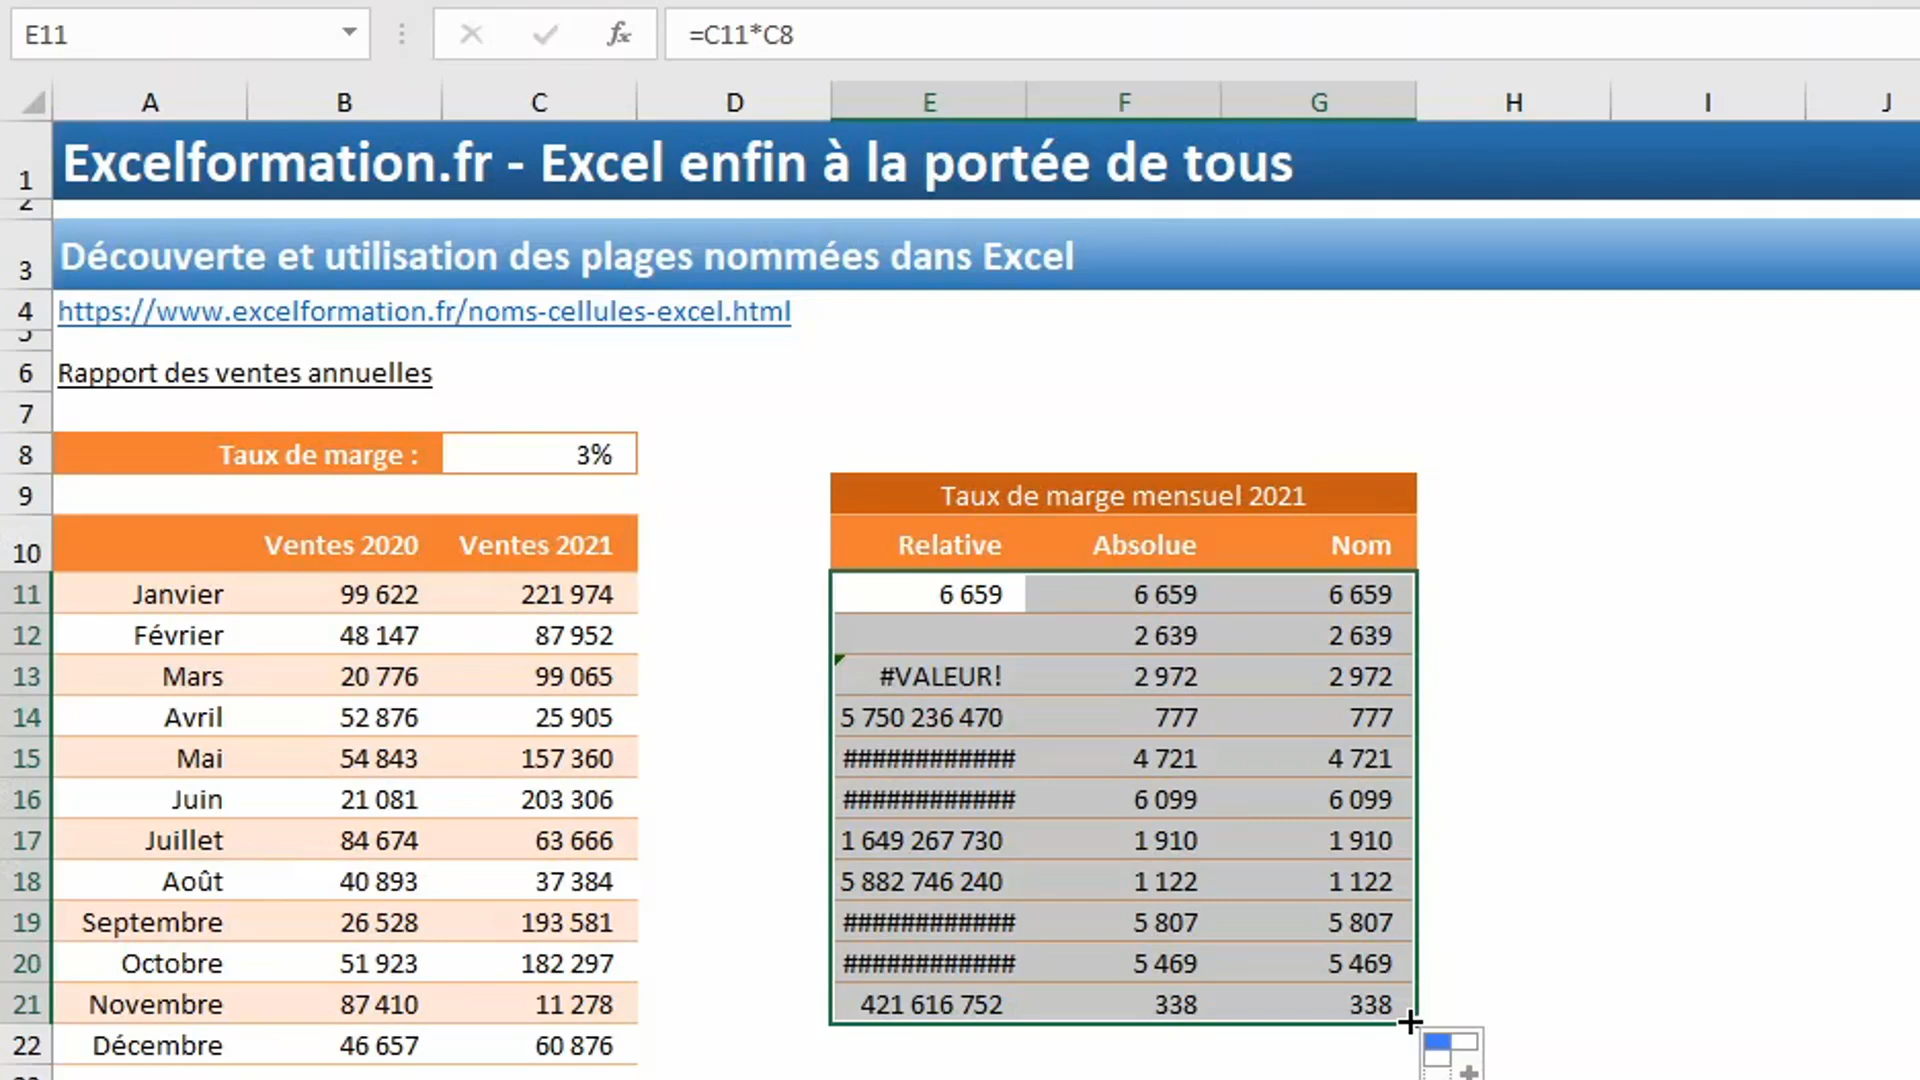 E11 fx =C11*C8
A B C D E F G H I J
1 Excelformation.fr - Excel enfin à la portée de tous
2
3 Découverte et utilisation des plages nommées dans Excel
4 https://www.excelformation.fr/noms-cellules-excel.html
5
6 Rapport des ventes annuelles
7
8 Taux de marge : 3%
9 Taux de marge mensuel 2021
10 Ventes 2020 Ventes 2021 Relative Absolue Nom
11 Janvier 99 622 221 974 6 659 6 659 6 659
12 Février 48 147 87 952 2 639 2 639
13 Mars 20 776 99 065 #VALEUR! 2 972 2 972
14 Avril 52 876 25 905 5 750 236 470 777 777
15 Mai 54 843 157 360 ############ 4 721 4 721
16 Juin 21 081 203 306 ############ 6 099 6 099
17 Juillet 84 674 63 666 1 649 267 730 1 910 1 910
18 Août 40 893 37 384 5 882 746 240 1 122 1 122
19 Septembre 26 528 193 581 ############ 5 807 5 807
20 Octobre 51 923 182 297 ############ 5 469 5 469
21 Novembre 87 410 11 278 421 616 752 338 338
22 Décembre 46 657 60 876